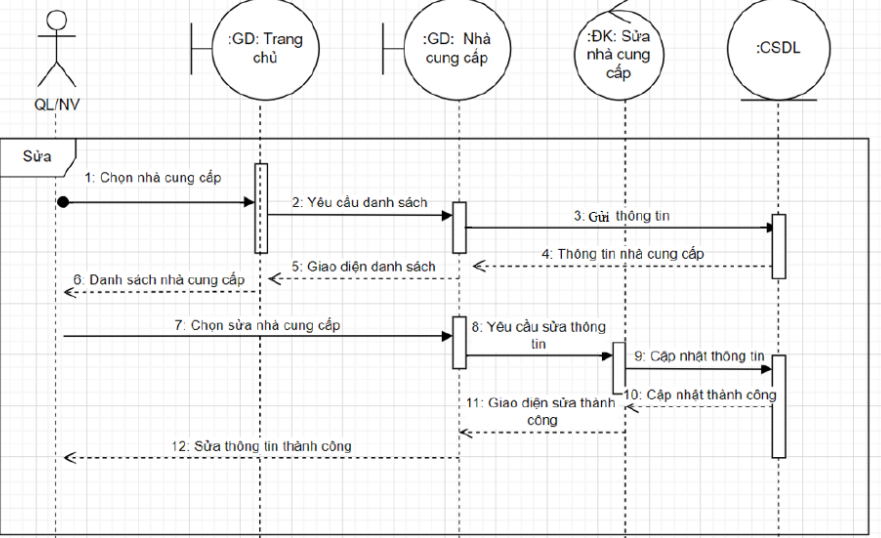 :GD: Trang
chủ
:GD: Nhà
cung cấp
:ĐK: Sửa
nhà cung
cấp
:CSDL
QL/NV
Sửa
1: Chọn nhà cung cấp
2: Yêu cầu danh sách
3: Gửi thông tin
4: Thông tin nhà cung cấp
5: Giao diện danh sách
6: Danh sách nhà cung cấp
7: Chọn sửa nhà cung cấp
8: Yêu cầu sửa thông
tin
9: Cập nhật thông tin
10: Cập nhật thành công
11: Giao diện sửa thành
công
12: Sửa thông tin thành công